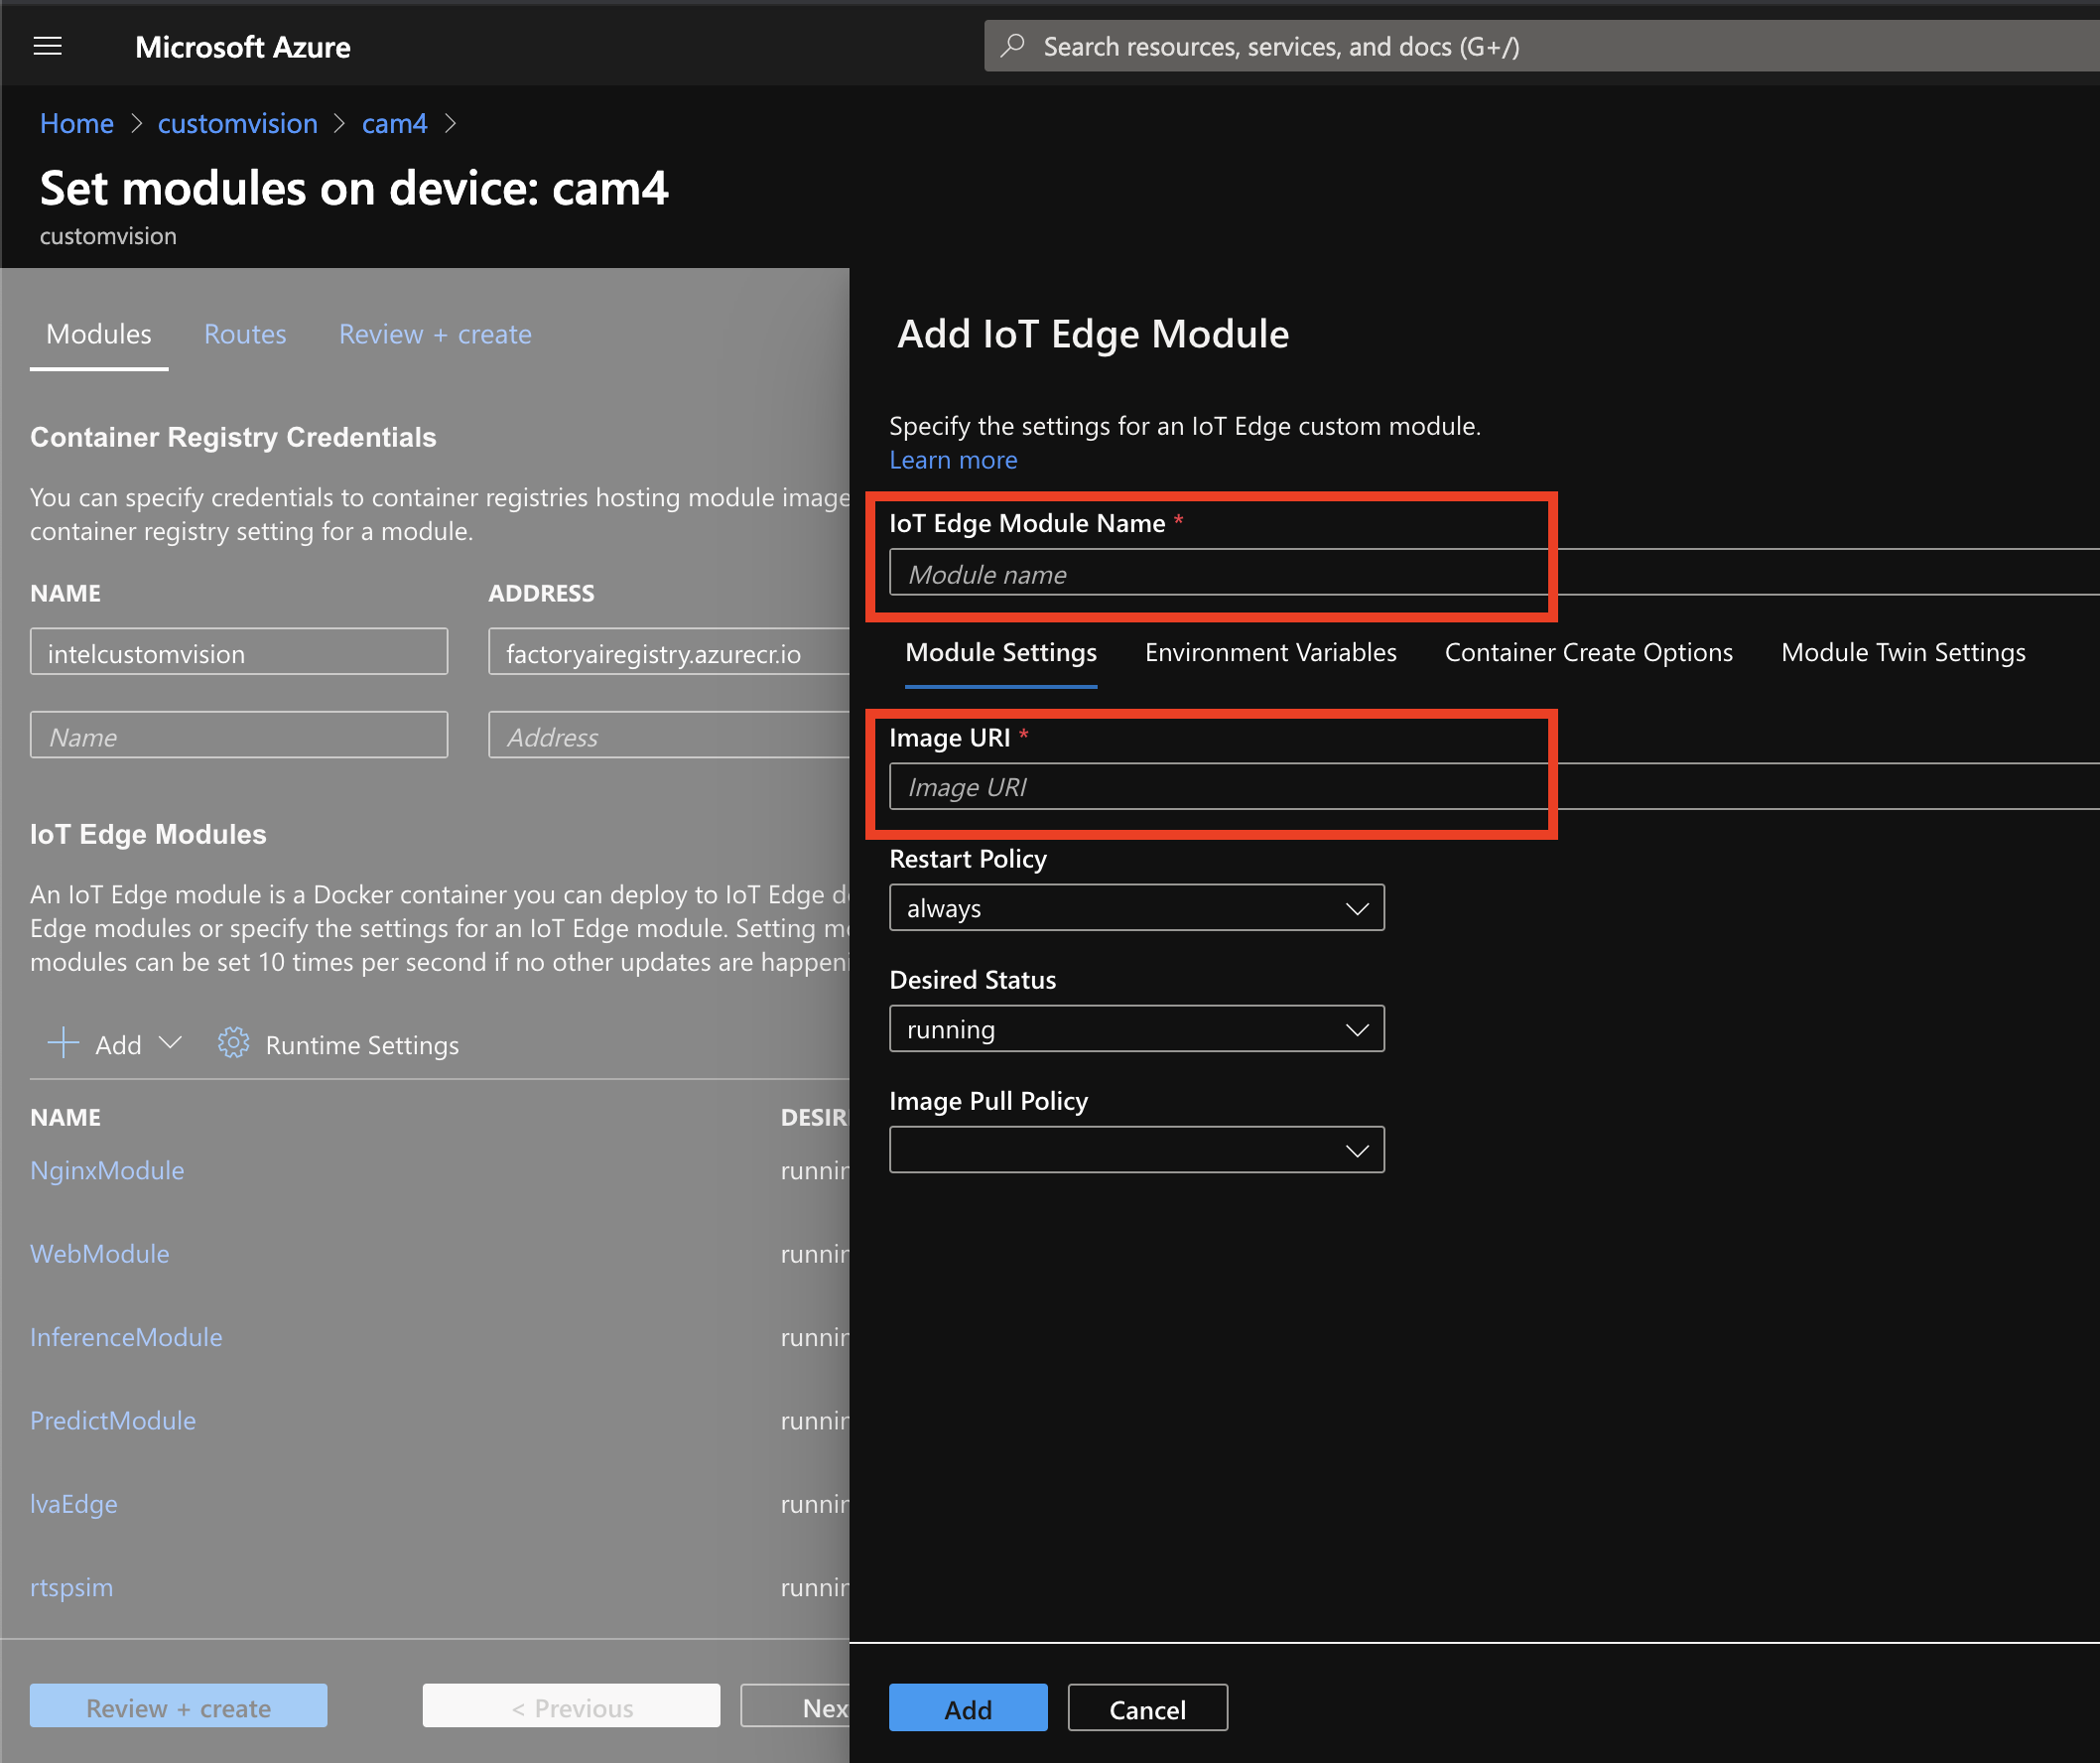 Microsoft Azure
Search resources, services, and docs (G+/)
Home > customvision > cam4 >
Set modules on device: cam4
customvision
Modules
Routes
Review + create
Container Registry Credentials
You can specify credentials to container registries hosting module image
container registry setting for a module.
NAME
ADDRESS
intelcustomvision
factoryairegistry.azurecr.io
Name
Address
IoT Edge Modules
An IoT Edge module is a Docker container you can deploy to IoT Edge d
Edge modules or specify the settings for an IoT Edge module. Setting m
modules can be set 10 times per second if no other updates are happeni
Add
Runtime Settings
NAME
DESIR
NginxModule
runnin
WebModule
runnin
InferenceModule
runnin
PredictModule
runnin
lvaEdge
runnin
rtspsim
runnin
Review + create
< Previous
Nex
Add IoT Edge Module
Specify the settings for an IoT Edge custom module.
Learn more
IoT Edge Module Name *
Module name
Module Settings
Environment Variables
Container Create Options
Module Twin Settings
Image URI *
Image URI
Restart Policy
always
Desired Status
running
Image Pull Policy
Add
Cancel